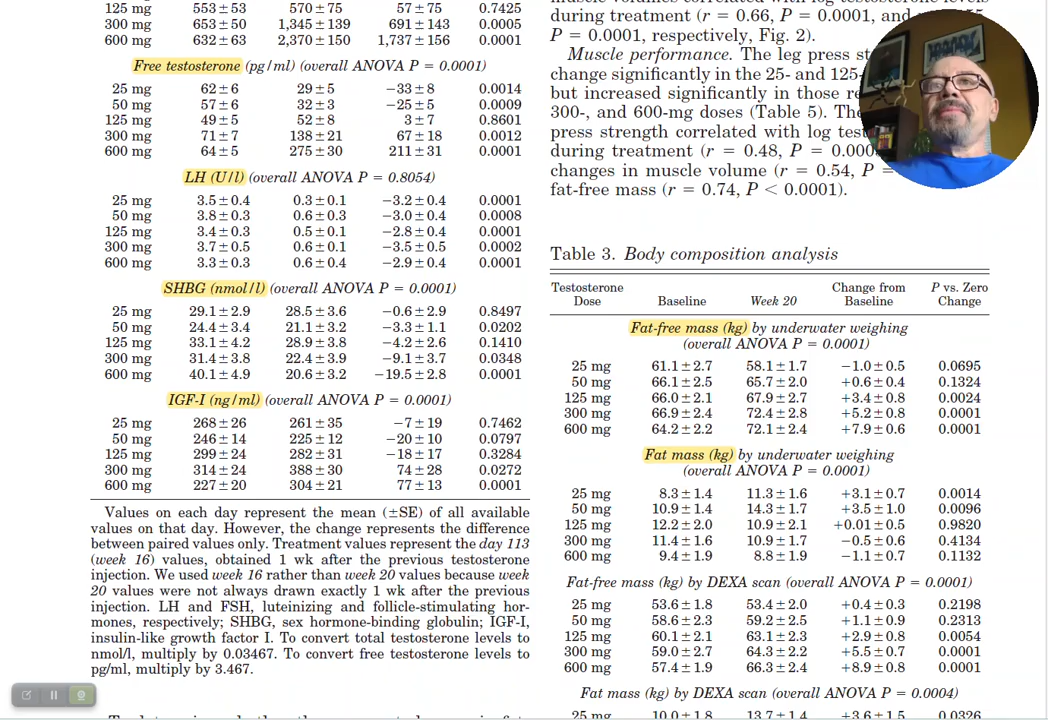 125 mg 553±53 570±75 57±75 0.7425
300 mg 653±50 1,345±139 691±143 0.0005
600 mg 632±63 2,370±150 1,737±156 0.0001
Free testosterone (pg/ml) (overall ANOVA P = 0.0001)
25 mg 62±6 29±5 −33±8 0.0014
50 mg 57±6 32±3 −25±5 0.0009
125 mg 49±5 52±8 3±7 0.8601
300 mg 71±7 138±21 67±18 0.0012
600 mg 64±5 275±30 211±31 0.0001
LH (U/l) (overall ANOVA P = 0.8054)
25 mg 3.5±0.4 0.3±0.1 −3.2±0.4 0.0001
50 mg 3.8±0.3 0.6±0.3 −3.0±0.4 0.0008
125 mg 3.4±0.3 0.5±0.1 −2.8±0.4 0.0001
300 mg 3.7±0.5 0.6±0.1 −3.5±0.5 0.0002
600 mg 3.3±0.3 0.6±0.4 −2.9±0.4 0.0001
SHBG (nmol/l) (overall ANOVA P = 0.0001)
25 mg 29.1±2.9 28.5±3.6 −0.6±2.9 0.8497
50 mg 24.4±3.4 21.1±3.2 −3.3±1.1 0.0202
125 mg 33.1±4.2 28.9±3.8 −4.2±2.6 0.1410
300 mg 31.4±3.8 22.4±3.9 −9.1±3.7 0.0348
600 mg 40.1±4.9 20.6±3.2 −19.5±2.8 0.0001
IGF-I (ng/ml) (overall ANOVA P = 0.0001)
25 mg 268±26 261±35 −7±19 0.7462
50 mg 246±14 225±12 −20±10 0.0797
125 mg 299±24 282±31 −18±17 0.3284
300 mg 314±24 388±30 74±28 0.0272
600 mg 227±20 304±21 77±13 0.0001
Values on each day represent the mean (±SE) of all available
values on that day. However, the change represents the difference
between paired values only. Treatment values represent the day 113
(week 16) values, obtained 1 wk after the previous testosterone
injection. We used week 16 rather than week 20 values because week
20 values were not always drawn exactly 1 wk after the previous
injection. LH and FSH, luteinizing and follicle-stimulating hor-
mones, respectively; SHBG, sex hormone-binding globulin; IGF-I,
insulin-like growth factor I. To convert total testosterone levels to
nmol/l, multiply by 0.03467. To convert free testosterone levels to
pg/ml, multiply by 3.467.
muscle volumes correlated with log testosterone levels
during treatment (r = 0.66, P = 0.0001, and
P = 0.0001, respectively, Fig. 2).
Muscle performance. The leg press
change significantly in the 25- and 125-
but increased significantly in those
300-, and 600-mg doses (Table 5). The
press strength correlated with log
during treatment (r = 0.48, P =
changes in muscle volume (r = 0.54, P =
fat-free mass (r = 0.74, P < 0.0001).
Table 3. Body composition analysis
Testosterone Dose Baseline Week 20 Change from Baseline P vs. Zero Change
Fat-free mass (kg) by underwater weighing
(overall ANOVA P = 0.0001)
25 mg 61.1±2.7 58.1±1.7 −1.0±0.5 0.0695
50 mg 66.1±2.5 65.7±2.0 +0.6±0.4 0.1324
125 mg 66.0±2.1 67.9±2.7 +3.4±0.8 0.0024
300 mg 66.9±2.4 72.4±2.8 +5.2±0.8 0.0001
600 mg 64.2±2.2 72.1±2.4 +7.9±0.6 0.0001
Fat mass (kg) by underwater weighing
(overall ANOVA P = 0.0001)
25 mg 8.3±1.4 11.3±1.6 +3.1±0.7 0.0014
50 mg 10.9±1.4 14.3±1.7 +3.5±1.0 0.0096
125 mg 12.2±2.0 10.9±2.1 +0.01±0.5 0.9820
300 mg 11.4±1.6 10.9±1.7 −0.5±0.6 0.4134
600 mg 9.4±1.9 8.8±1.9 −1.1±0.7 0.1132
Fat-free mass (kg) by DEXA scan (overall ANOVA P = 0.0001)
25 mg 53.6±1.8 53.4±2.0 +0.4±0.3 0.2198
50 mg 58.6±2.3 59.2±2.5 +1.1±0.9 0.2313
125 mg 60.1±2.1 63.1±2.3 +2.9±0.8 0.0054
300 mg 59.0±2.7 64.3±2.2 +5.5±0.7 0.0001
600 mg 57.4±1.9 66.3±2.4 +8.9±0.8 0.0001
Fat mass (kg) by DEXA scan (overall ANOVA P = 0.0004)
25 mg 10.0±1.8 13.7±1.4 +3.6±1.5 0.0326